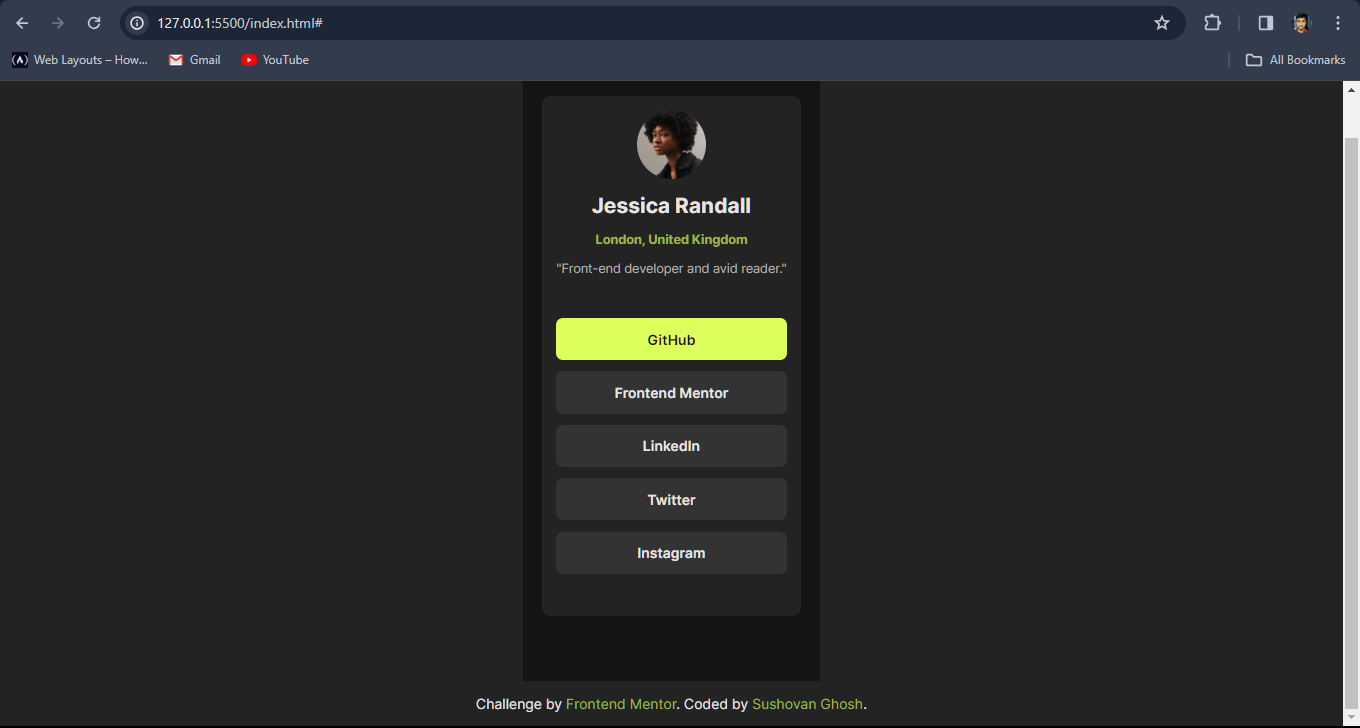 127.0.0.1:5500/index.html#
Web Layouts – How... Gmail YouTube All Bookmarks
Jessica Randall
London, United Kingdom
"Front-end developer and avid reader."
GitHub
Frontend Mentor
LinkedIn
Twitter
Instagram
Challenge by Frontend Mentor. Coded by Sushovan Ghosh.